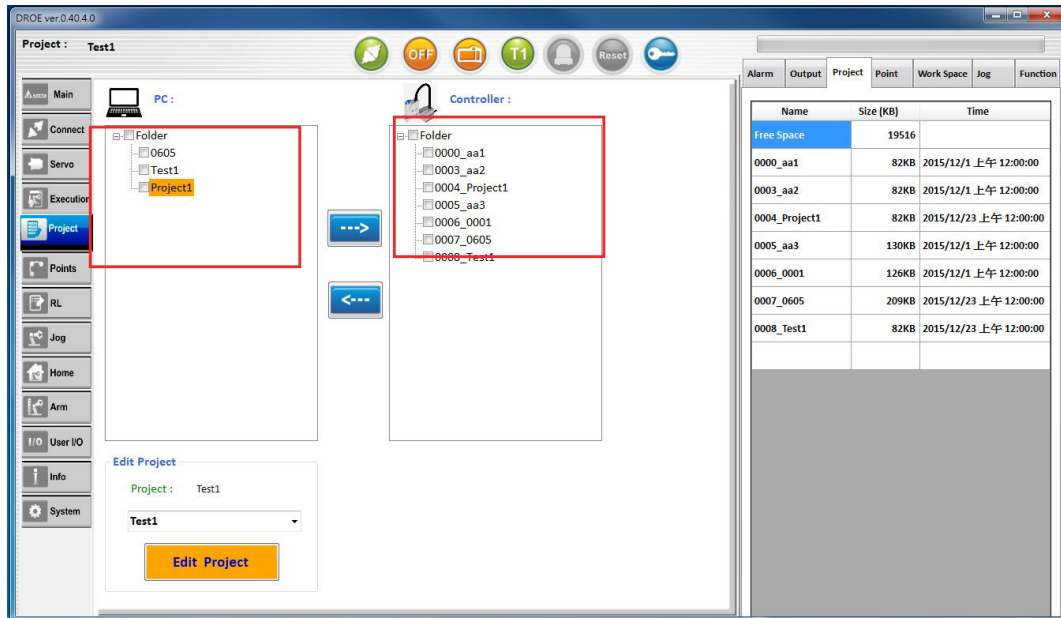 DROE ver.0.40.4.0
Project : Test1
OFF
T1
Reset
Main
Connect
Servo
Execution
Project
Points
RL
Jog
Home
Arm
I/O User I/O
Info
System
PC :
Folder
0605
Test1
Project1
--->
<---
Controller :
Folder
0000_aa1
0003_aa2
0004_Project1
0005_aa3
0006_0001
0007_0605
0008_Test1
Edit Project
Project : Test1
Test1
Edit Project
Alarm Output Project Point Work Space Jog Function
Name Size (KB) Time
Free Space 19516
0000_aa1 82KB 2015/12/1 上午 12:00:00
0003_aa2 82KB 2015/12/1 上午 12:00:00
0004_Project1 82KB 2015/12/23 上午 12:00:00
0005_aa3 130KB 2015/12/1 上午 12:00:00
0006_0001 126KB 2015/12/1 上午 12:00:00
0007_0605 209KB 2015/12/23 上午 12:00:00
0008_Test1 82KB 2015/12/23 上午 12:00:00